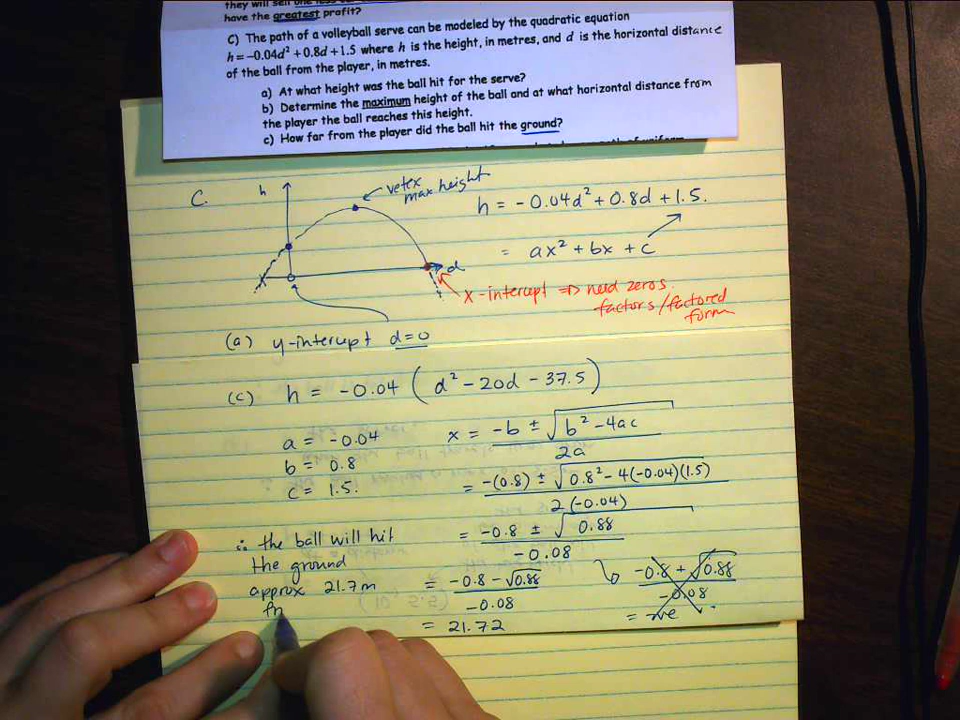 they will sell one less
have the greatest profit?
C) The path of a volleyball serve can be modeled by the quadratic equation
h = -0.04d² + 0.8d + 1.5 where h is the height, in metres, and d is the horizontal distance
of the ball from the player, in metres.
a) At what height was the ball hit for the serve?
b) Determine the maximum height of the ball and at what horizontal distance from
the player the ball reaches this height.
c) How far from the player did the ball hit the ground?
C.
h
vetex
max height
d
h = -0.04d² + 0.8d + 1.5.
= ax² + bx + c
x-intercept ⇒ need zeros.
factors/factored
form
(a) y-intercept d=0
(c) h = -0.04 (d² - 20d - 37.5)
a = -0.04
b = 0.8
c = 1.5.
x = -b ± √b² - 4ac
2a
= -(0.8) ± √0.8² - 4(-0.04)(1.5)
2(-0.04)
= -0.8 ± √0.88
-0.08
= -0.8 - √0.88
-0.08
= 21.72
-0.8 + √0.88
-0.08
= -ve.
∴ the ball will hit
the ground
approx 21.7m